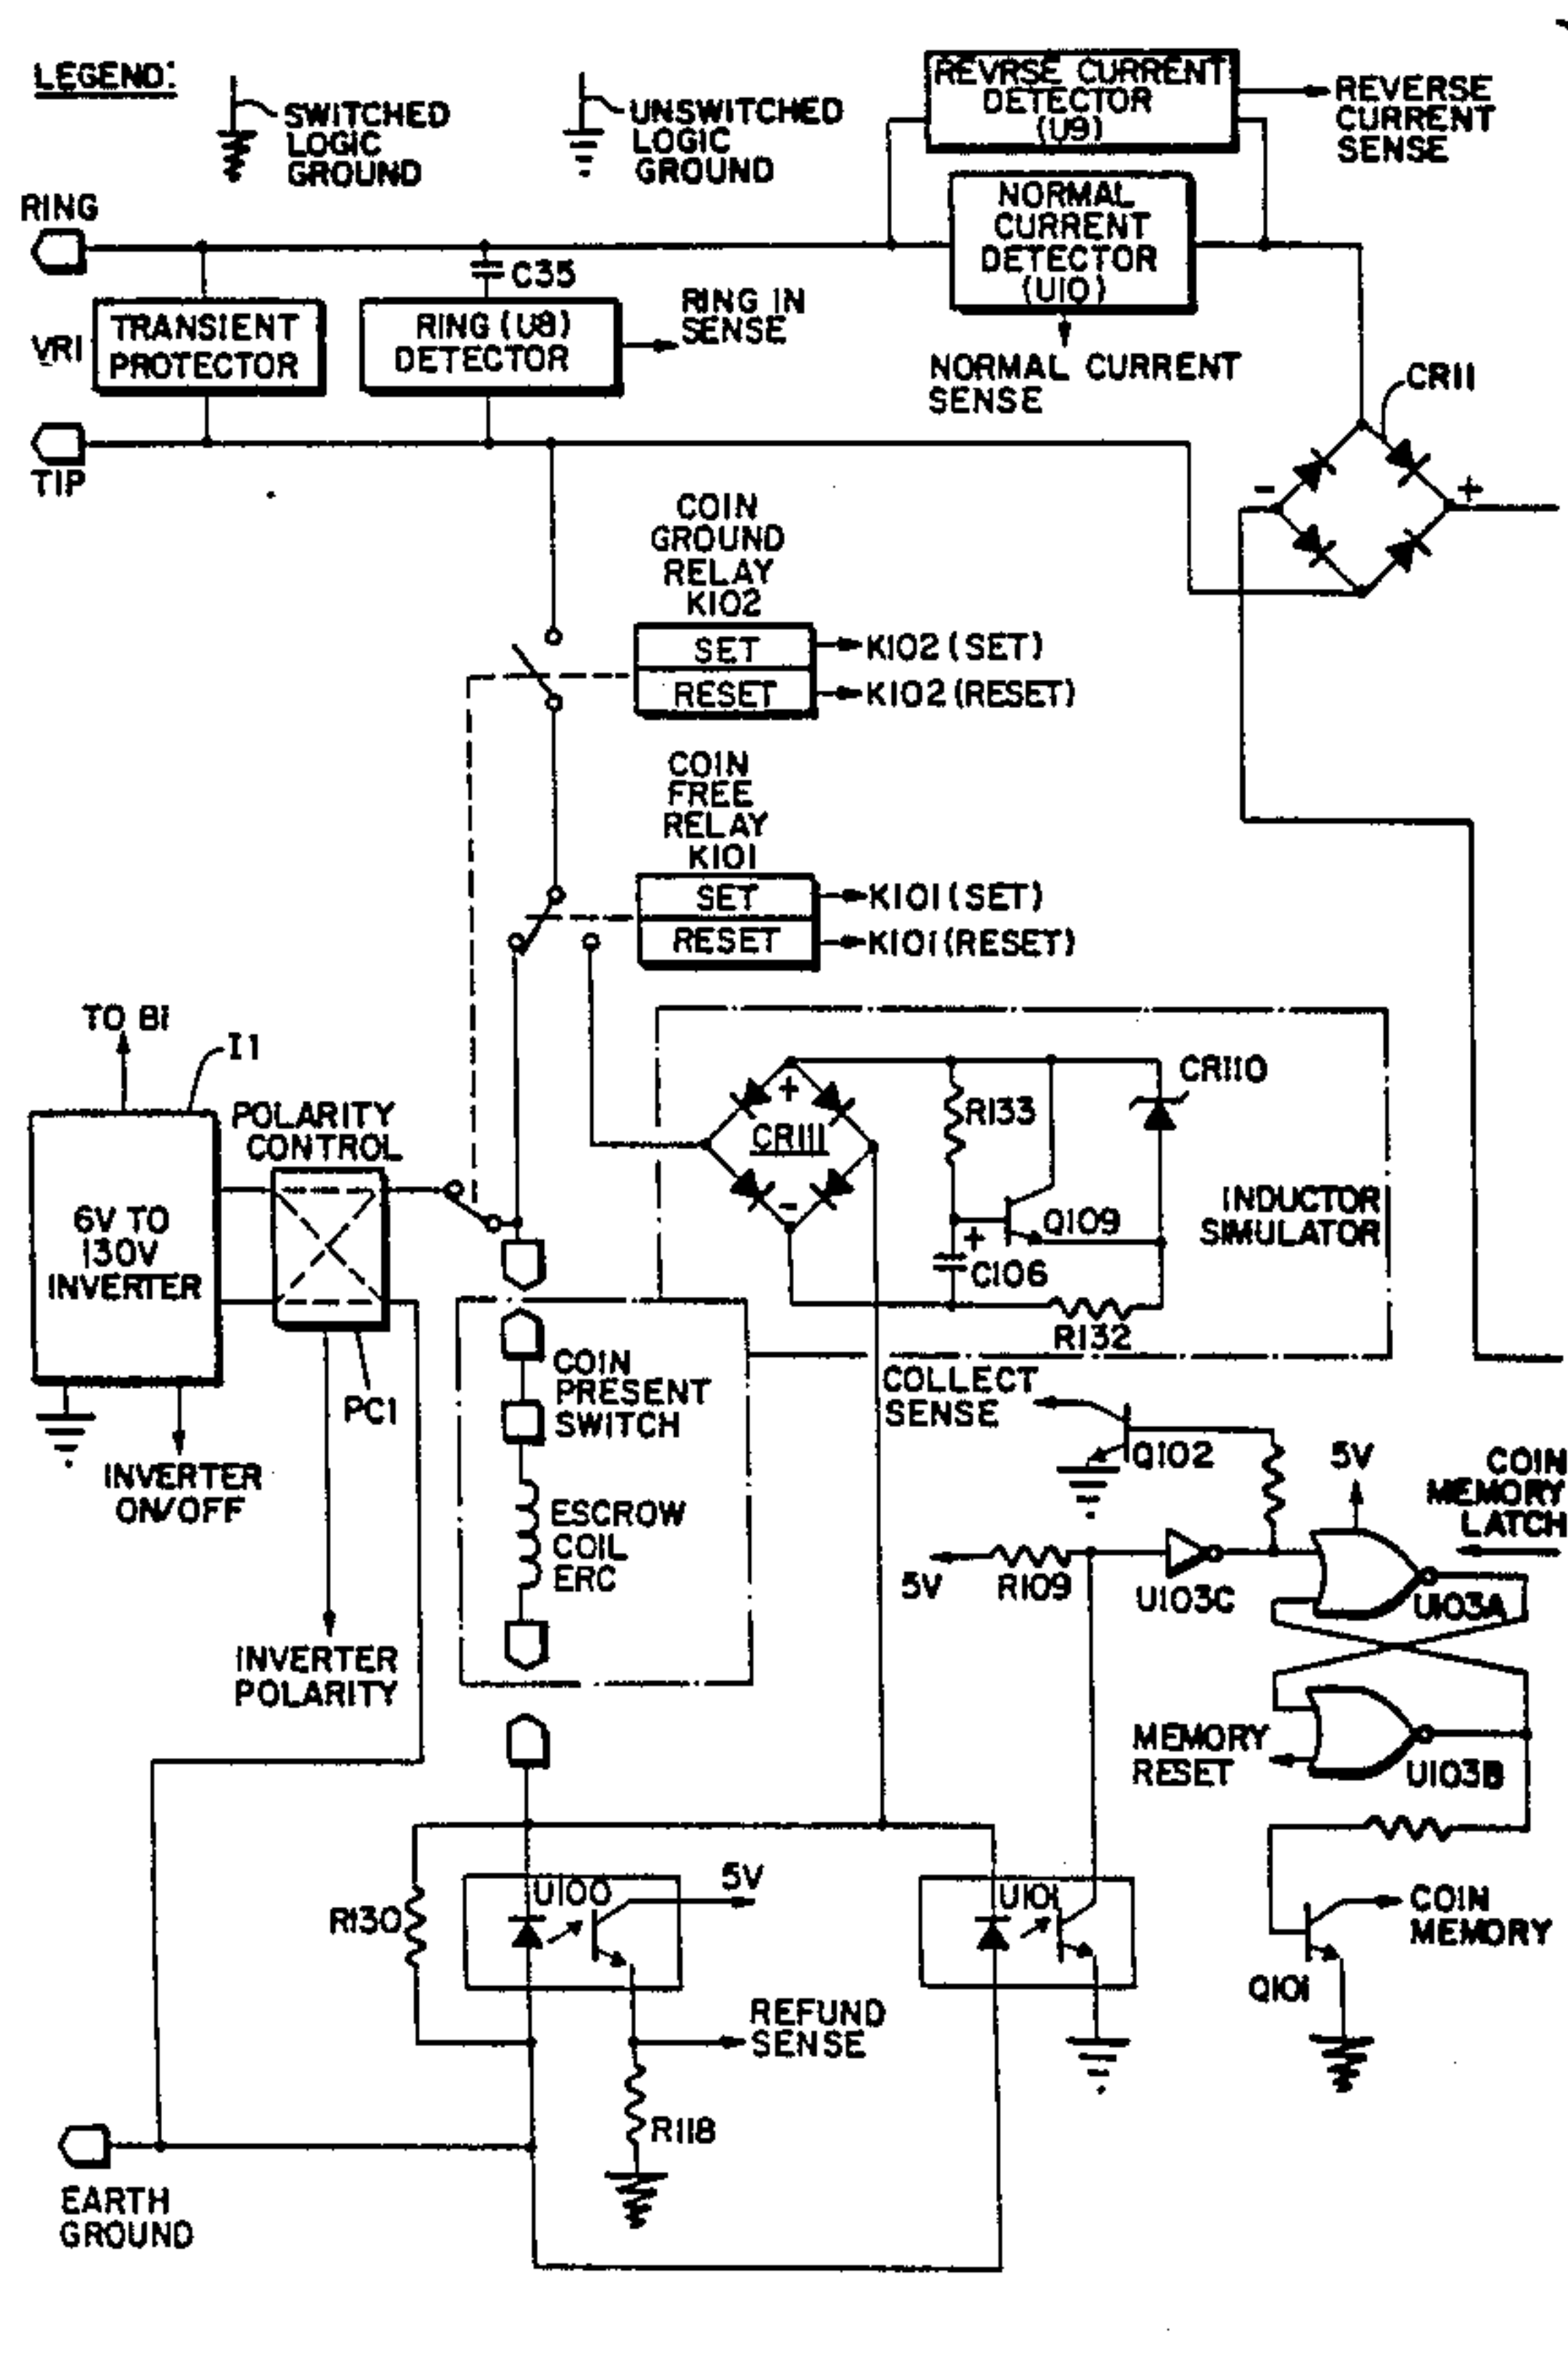 LEGEND:
SWITCHED
LOGIC
GROUND
UNSWITCHED
LOGIC
GROUND
REVRSE CURRENT
DETECTOR
(U9)
REVERSE
CURRENT
SENSE
RING
NORMAL
CURRENT
DETECTOR
(U10)
C35
VR1
TRANSIENT
PROTECTOR
RING (U8)
DETECTOR
RING IN
SENSE
NORMAL CURRENT
SENSE
CR11
TIP
-
+
COIN
GROUND
RELAY
K102
SET
RESET
K102 (SET)
K102 (RESET)
COIN
FREE
RELAY
K101
SET
RESET
K101 (SET)
K101 (RESET)
TO B1
I1
POLARITY
CONTROL
6V TO
130V
INVERTER
PC1
INVERTER
ON/OFF
INVERTER
POLARITY
+
CR111
-
R133
CR110
Q109
+
C106
R132
INDUCTOR
SIMULATOR
COIN
PRESENT
SWITCH
ESCROW
COIL
ERC
COLLECT
SENSE
Q102
5V
COIN
MEMORY
LATCH
5V
R109
U103C
U103A
MEMORY
RESET
U103B
R130
U100
5V
U101
COIN
MEMORY
Q101
REFUND
SENSE
R118
EARTH
GROUND